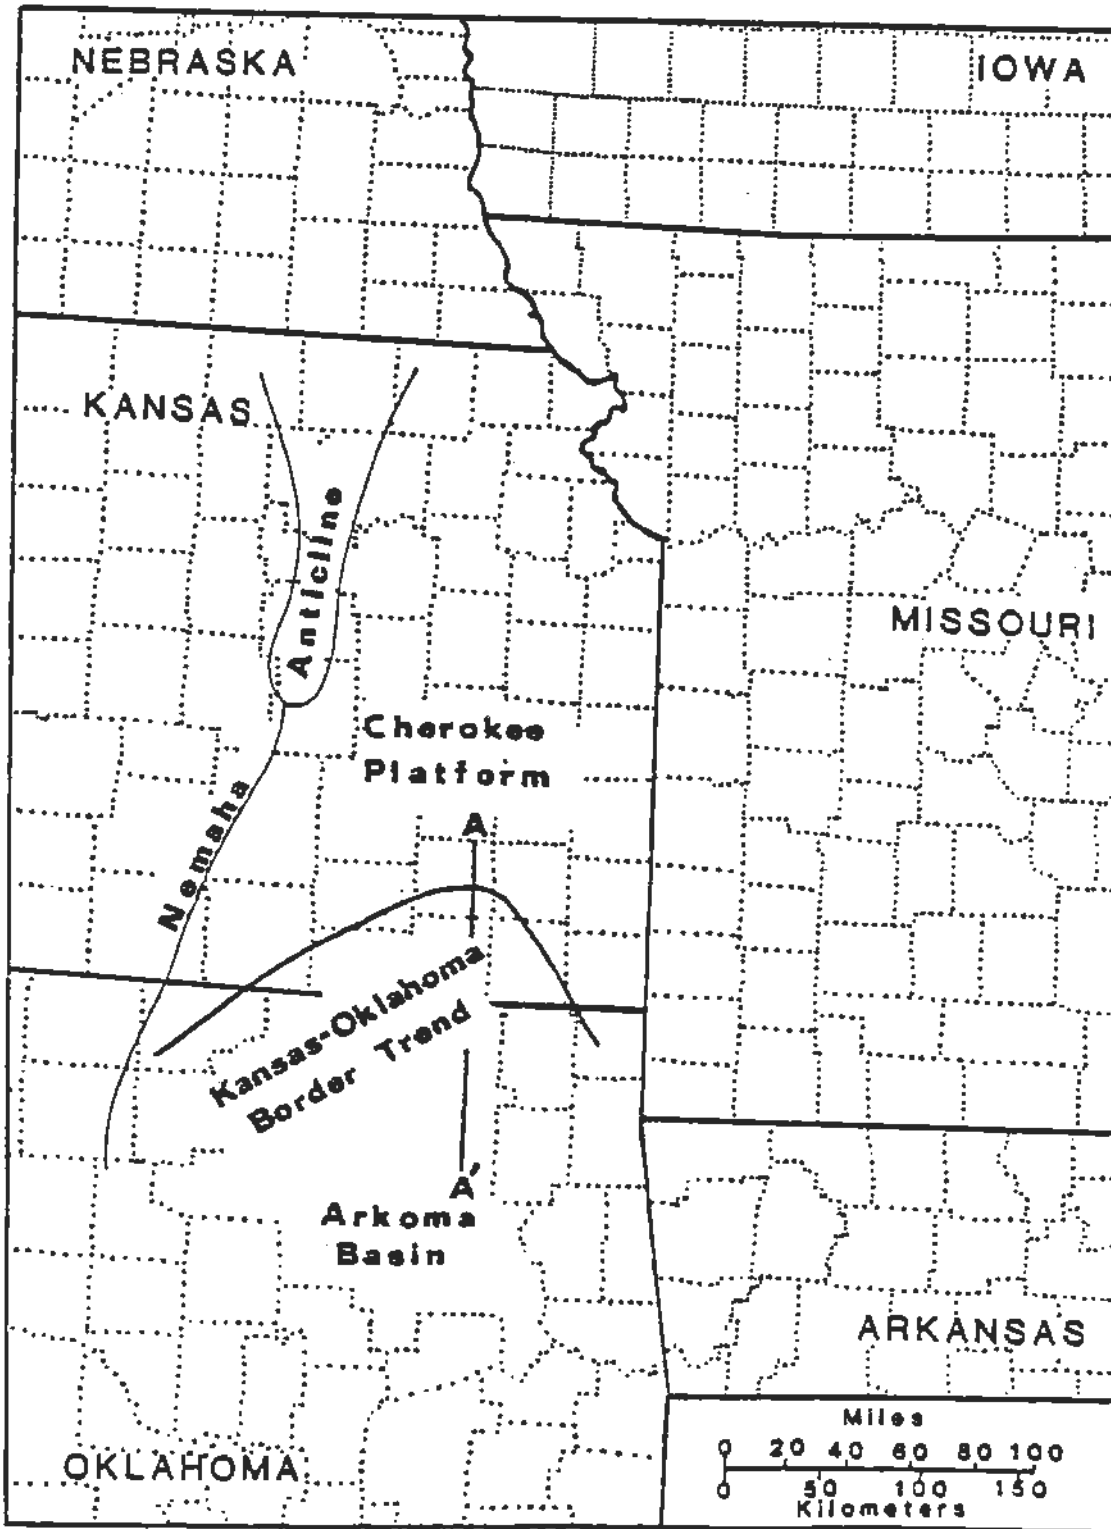 NEBRASKA
IOWA
KANSAS
Anticline
MISSOURI
Cherokee
Platform
Nemaha
A
Kansas-Oklahoma
Border Trend
A'
Arkoma
Basin
ARKANSAS
OKLAHOMA
Miles
0 20 40 60 80 100
0 50 100 150
Kilometers